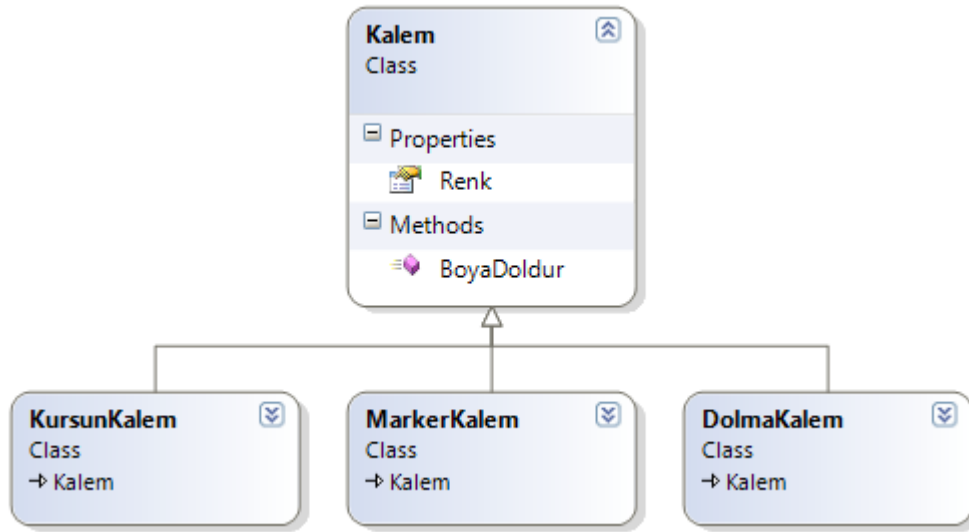 Kalem
Class
Properties
Renk
Methods
BoyaDoldur
KursunKalem
Class
Kalem
MarkerKalem
Class
Kalem
DolmaKalem
Class
Kalem